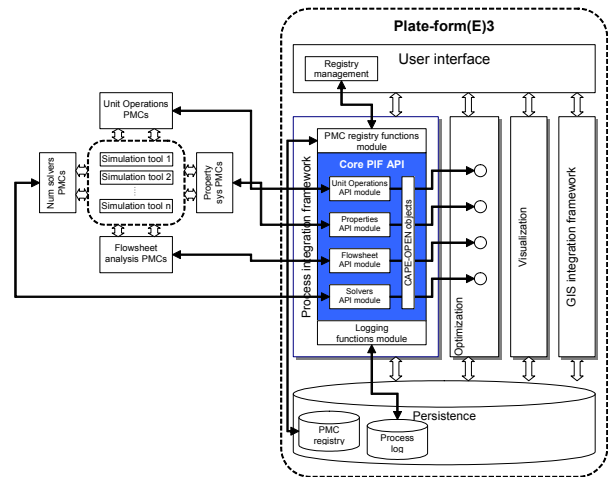 Plate-form(E)3
User interface
Registry
management
Unit Operations
PMCs
Num solvers
PMCs
Simulation tool 1
Simulation tool 2
Simulation tool n
Property
sys PMCs
Flowsheet
analysis PMCs
Process integration framework
PMC registry functions
module
Core PIF API
Unit Operations
API module
Properties
API module
Flowsheet
API module
Solvers
API module
CAPE-OPEN objects
Logging
functions module
Optimization
Visualization
GIS integration framework
Persistence
PMC
registry
Process
log